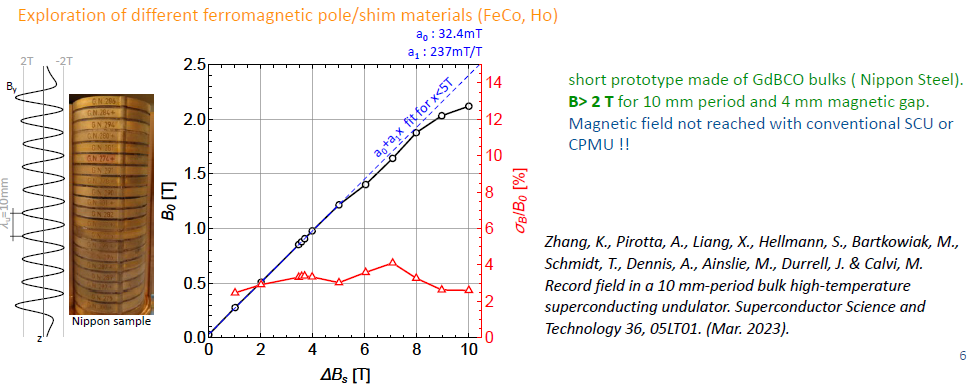 Exploration of different ferromagnetic pole/shim materials (FeCo, Ho)
a₀ : 32.4mT
a₁ : 237mT/T
2T -2T
Bᵧ
λᵤ=10mm
z
Nippon sample
2.5
2.0
1.5
1.0
0.5
0.0
B₀ [T]
a₀+a₁x fit for x<5T
14
12
10
8
6
4
2
0
σ_B/B₀ [%]
0 2 4 6 8 10
ΔBₛ [T]
short prototype made of GdBCO bulks ( Nippon Steel).
B> 2 T for 10 mm period and 4 mm magnetic gap.
Magnetic field not reached with conventional SCU or
CPMU !!
Zhang, K., Pirotta, A., Liang, X., Hellmann, S., Bartkowiak, M.,
Schmidt, T., Dennis, A., Ainslie, M., Durrell, J. & Calvi, M.
Record field in a 10 mm-period bulk high-temperature
superconducting undulator. Superconductor Science and
Technology 36, 05LT01. (Mar. 2023).
6